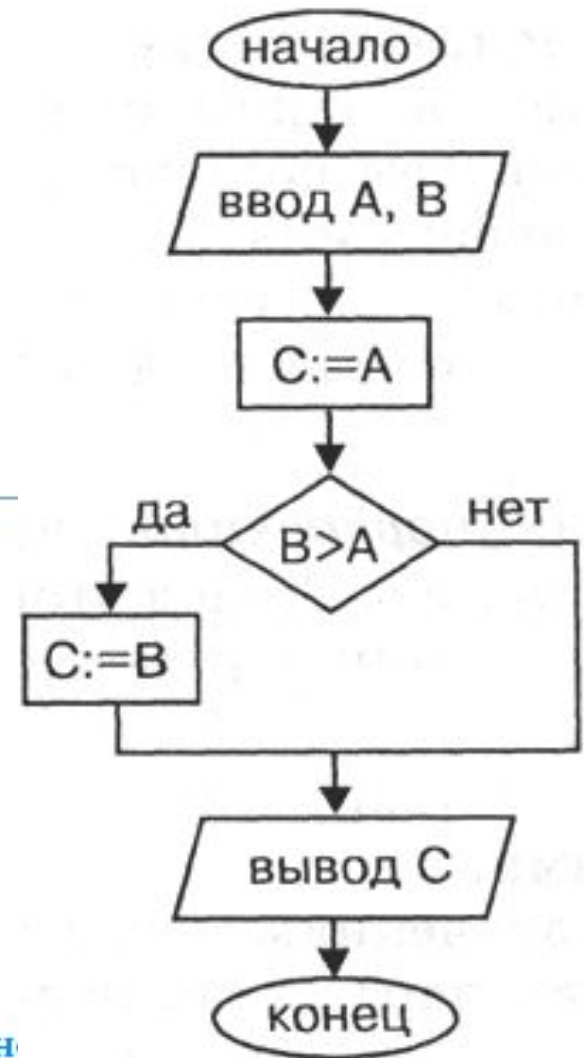 начало
ввод A, B
C:=A
да
B>A
нет
C:=B
вывод C
конец